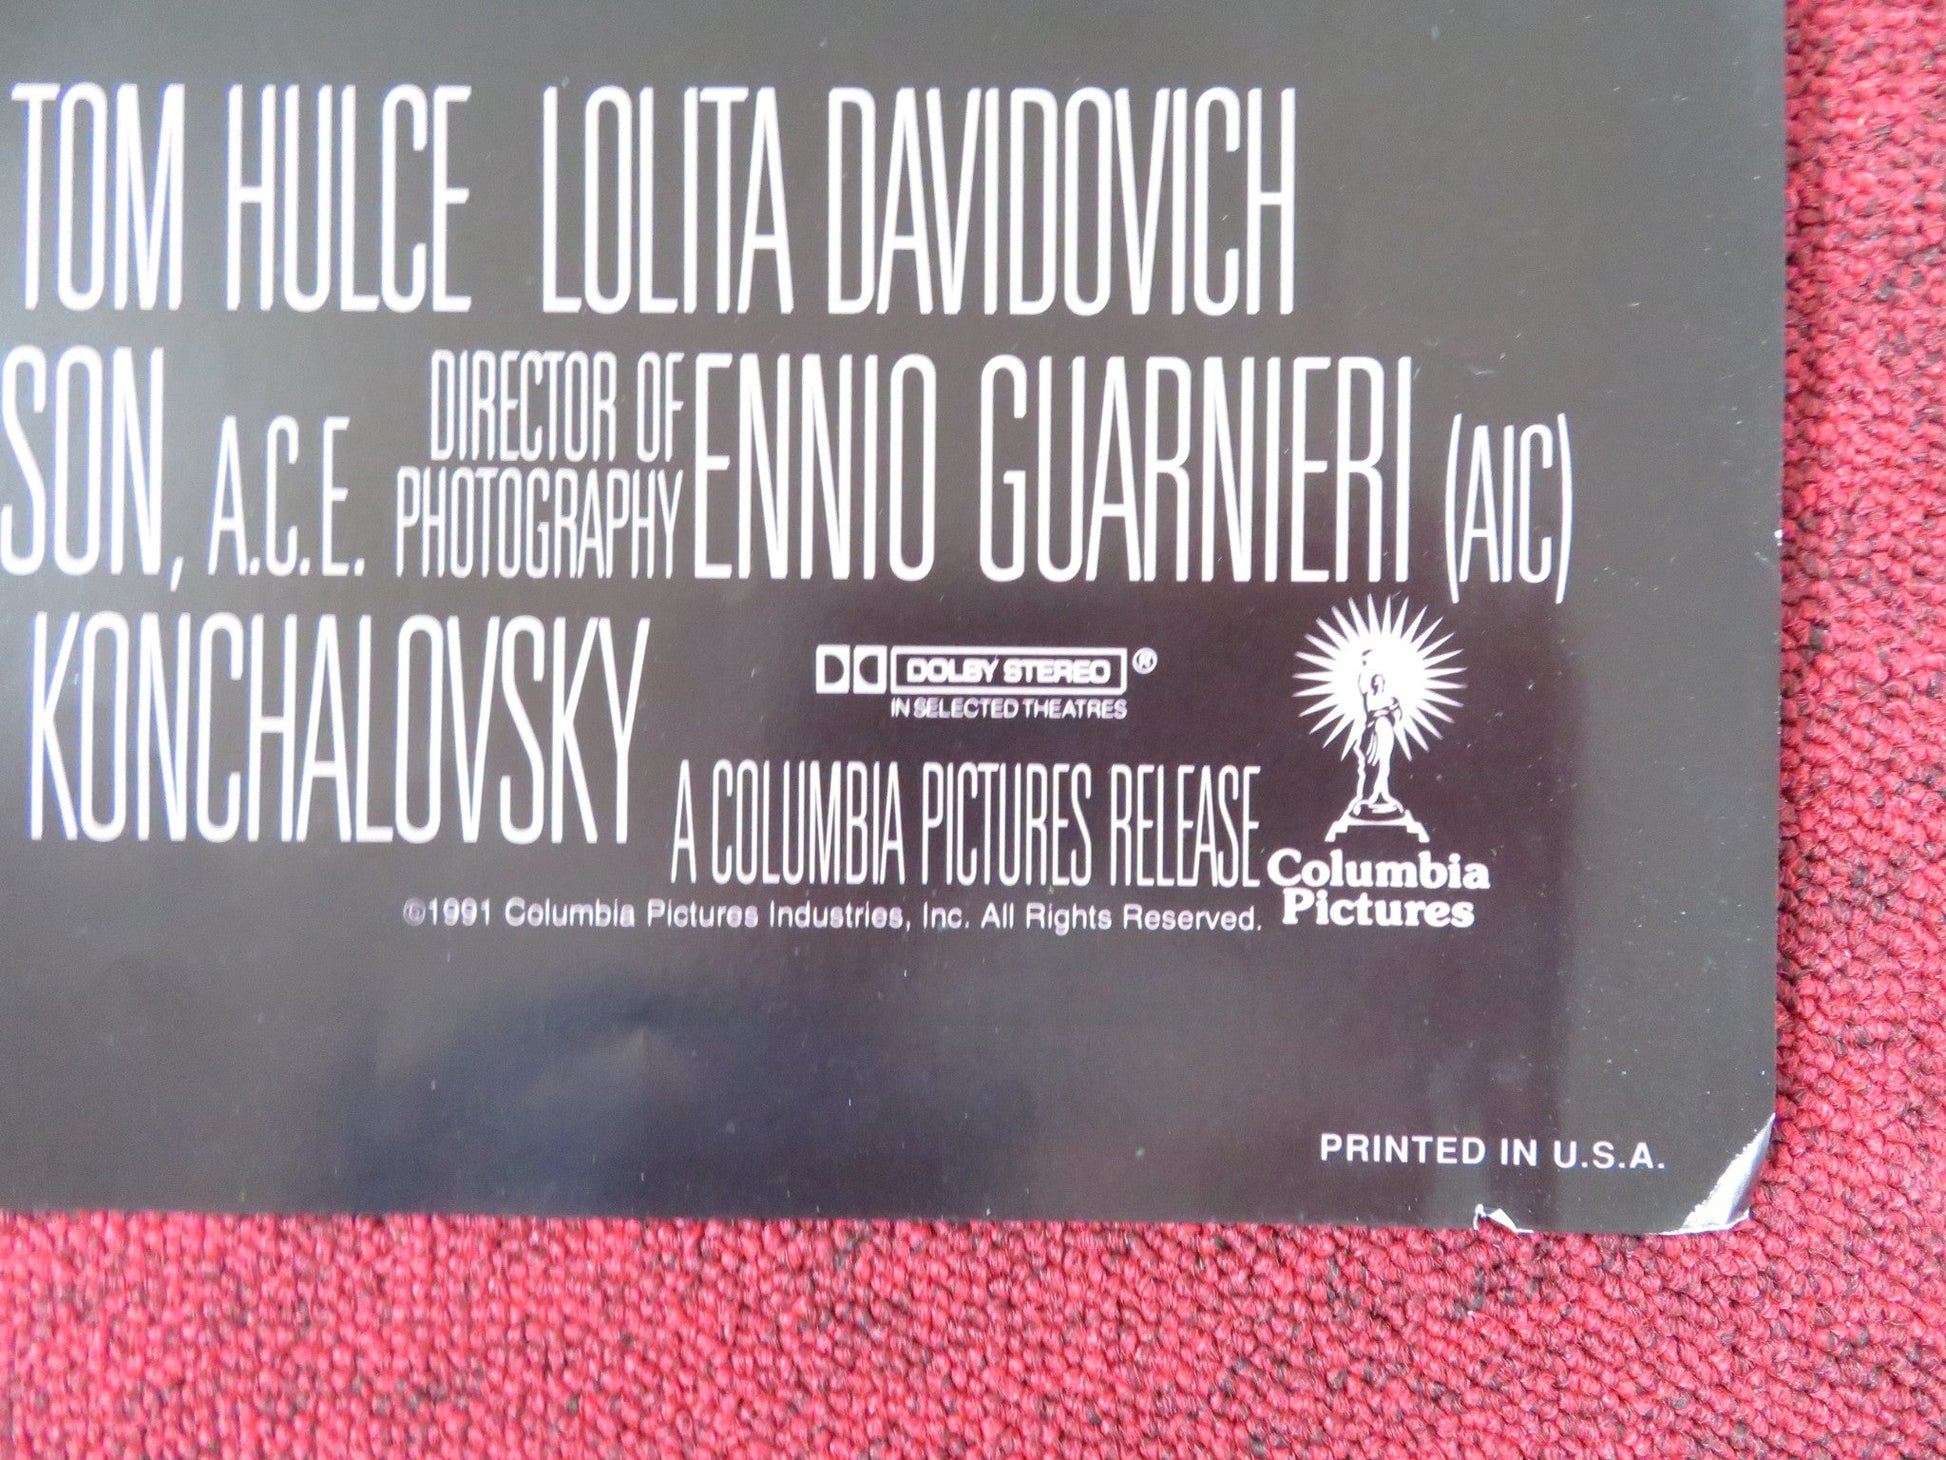 TOM HULCE LOLITA DAVIDOVICH
SON, A.C.E. DIRECTOR OF PHOTOGRAPHY ENNIO GUARNIERI (AIC)
KONCHALOVSKY
DOLBY STEREO ®
IN SELECTED THEATRES
A COLUMBIA PICTURES RELEASE
Columbia
Pictures
©1991 Columbia Pictures Industries, Inc. All Rights Reserved.
PRINTED IN U.S.A.